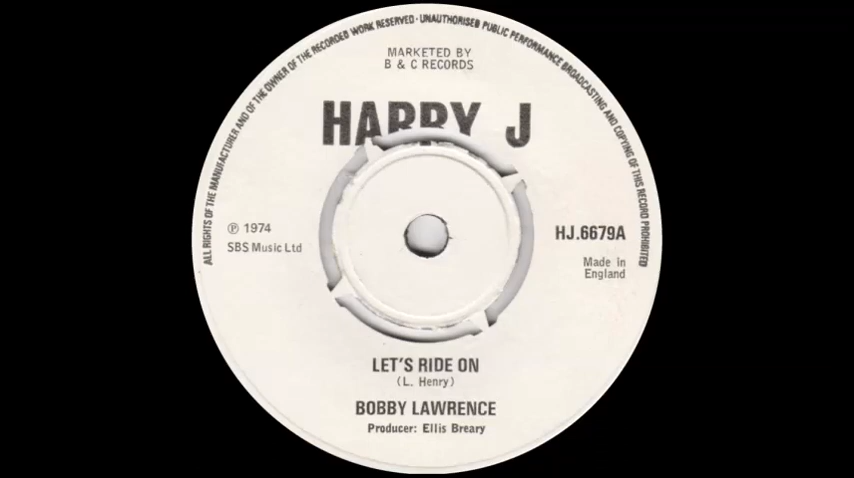 ALL RIGHTS OF THE MANUFACTURER AND OF THE OWNER OF THE RECORDED WORK RESERVED · UNAUTHORISED PUBLIC PERFORMANCE BROADCASTING AND COPYING OF THIS RECORD PROHIBITED
MARKETED BY
B & C RECORDS
HARRY J
℗ 1974
SBS Music Ltd
HJ.6679A
Made in
England
LET'S RIDE ON
(L. Henry)
BOBBY LAWRENCE
Producer: Ellis Breary